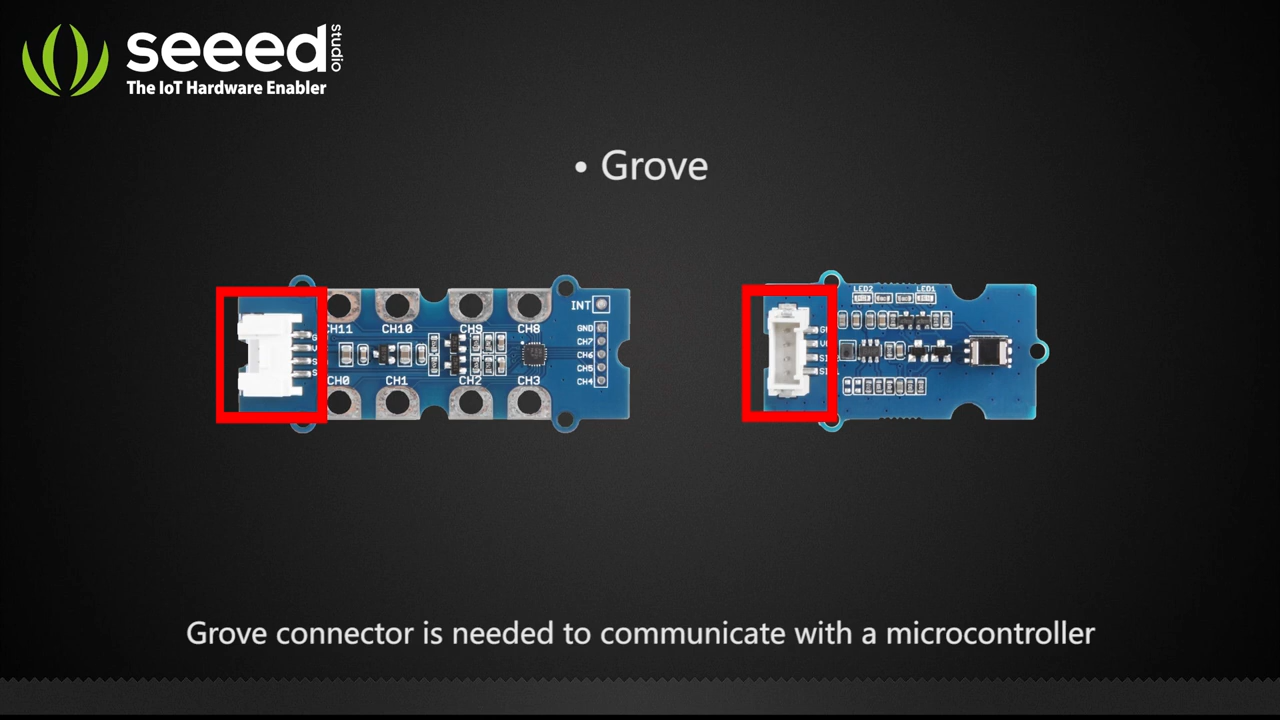 seeed
studio
The IoT Hardware Enabler
• Grove
CH11 CH10 CH9 CH8
INT
GND
CH7
CH6
CH5
CH4
CH0 CH1 CH2 CH3
LED2 LED1
Grove connector is needed to communicate with a microcontroller